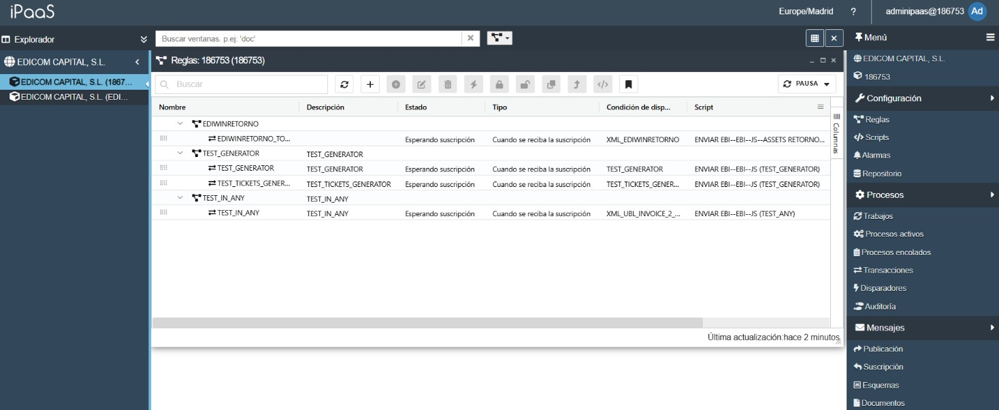 iPaaS
Europe/Madrid ? adminipaas@186753 Ad
Explorador
Buscar ventanas. p.ej: 'doc'
Menú
EDICOM CAPITAL, S.L.
EDICOM CAPITAL, S.L. (1867...
EDICOM CAPITAL, S.L. (EDI...
Reglas: 186753 (186753)
Buscar
PAUSA
Nombre Descripción Estado Tipo Condición de disp... Script
EDIWINRETORNO
EDIWINRETORNO_TO... Esperando suscripción Cuando se reciba la suscripción XML_EDIWINRETORNO ENVIAR EBI--EBI--JS--ASSETS RETORNO...
TEST_GENERATOR TEST_GENERATOR
TEST_GENERATOR TEST_GENERATOR Esperando suscripción Cuando se reciba la suscripción TEST_GENERATOR ENVIAR EBI--EBI--JS (TEST_GENERATOR)
TEST_TICKETS_GENER... TEST_TICKETS_GENERATOR Esperando suscripción Cuando se reciba la suscripción TEST_TICKETS_GENER... ENVIAR EBI--EBI--JS (TEST_GENERATOR)
TEST_IN_ANY TEST_IN_ANY
TEST_IN_ANY TEST_IN_ANY Esperando suscripción Cuando se reciba la suscripción XML_UBL_INVOICE_2_... ENVIAR EBI--EBI--JS (TEST_ANY)
Columnas
Última actualización:hace 2 minutos
EDICOM CAPITAL, S.L.
186753
Configuración
Reglas
Scripts
Alarmas
Repositorio
Procesos
Trabajos
Procesos activos
Procesos encolados
Transacciones
Disparadores
Auditoría
Mensajes
Publicación
Suscripción
Esquemas
Documentos